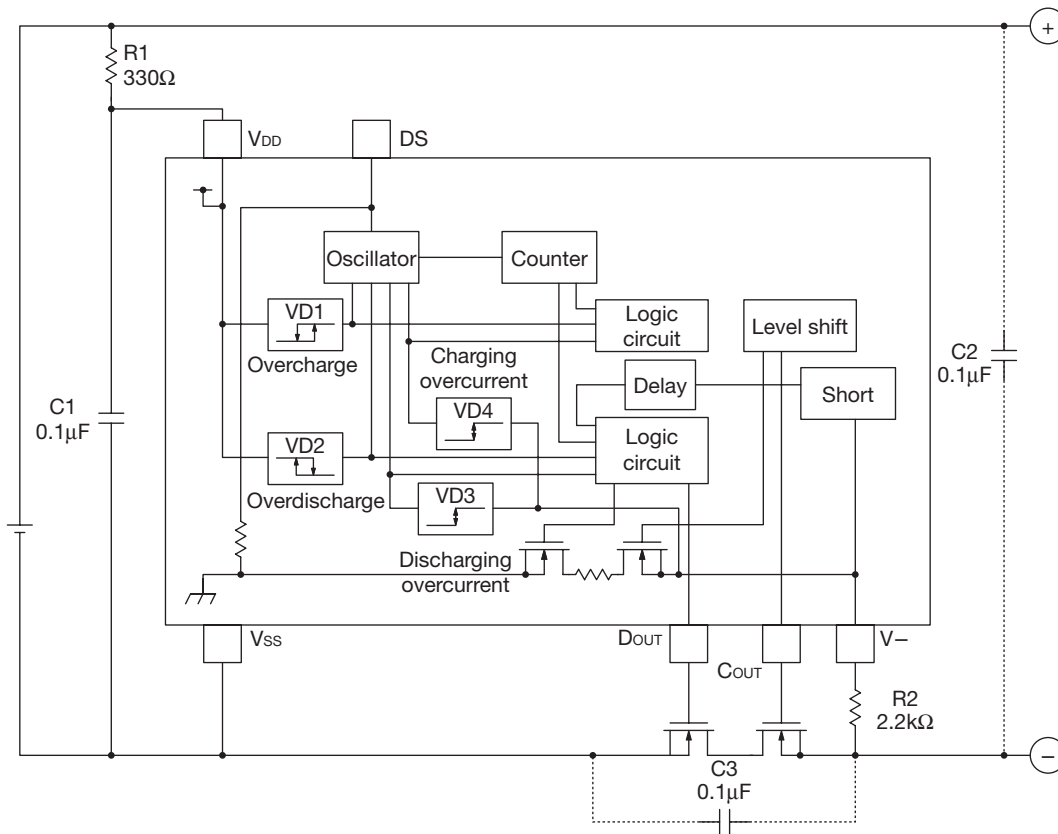 +
R1
330Ω
VDD
DS
Oscillator
Counter
VD1
Overcharge
Logic
circuit
Level shift
Charging
overcurrent
C2
0.1μF
Delay
Short
C1
0.1μF
VD4
VD2
Logic
circuit
Overdischarge
VD3
Discharging
overcurrent
VSS
DOUT
COUT
V−
R2
2.2kΩ
C3
0.1μF
−